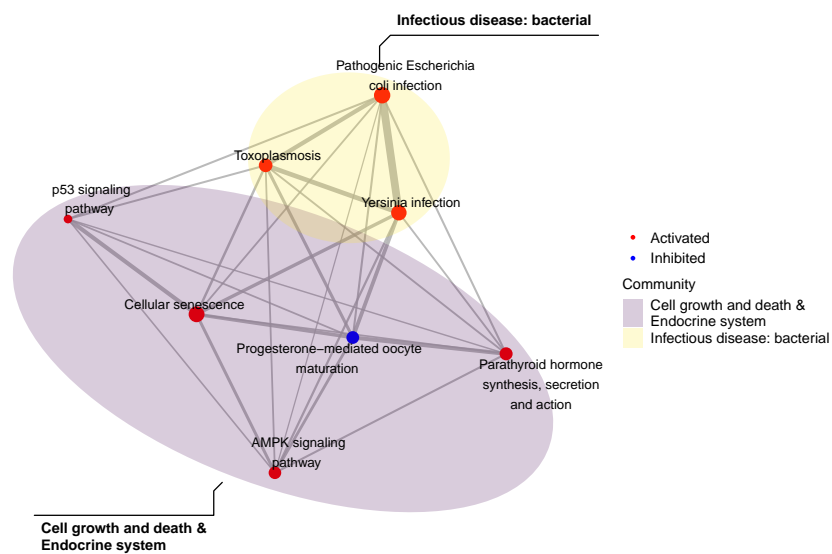 Infectious disease: bacterial
Pathogenic Escherichia
coli infection
Toxoplasmosis
p53 signaling
pathway
Yersinia infection
Activated
Inhibited
Community
Cell growth and death &
Endocrine system
Infectious disease: bacterial
Cellular senescence
Progesterone−mediated oocyte
maturation
Parathyroid hormone
synthesis, secretion
and action
AMPK signaling
pathway
Cell growth and death &
Endocrine system